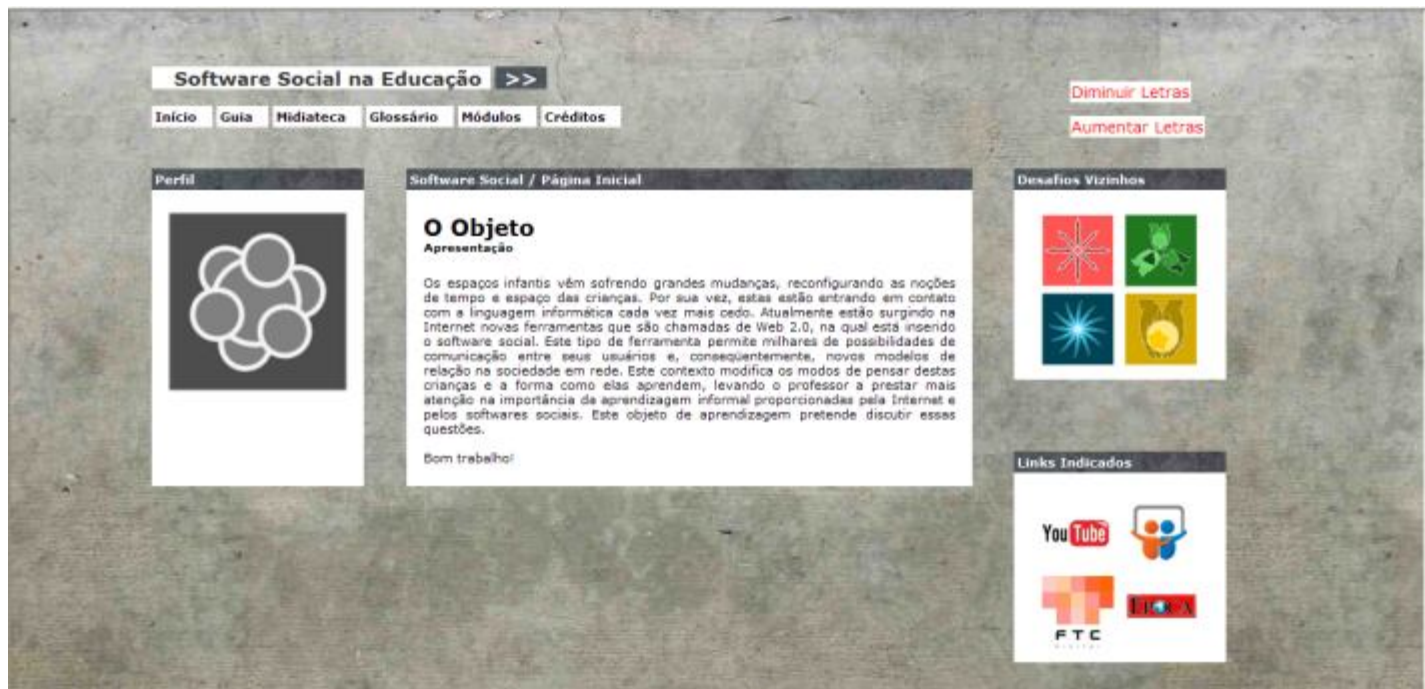 Software Social na Educação >>
Diminuir Letras
Aumentar Letras
Início Guia Midiateca Glossário Módulos Créditos
Perfil
Software Social / Página Inicial
O Objeto
Apresentação
Os espaços infantis vêm sofrendo grandes mudanças, reconfigurando as noções
de tempo e espaço das crianças. Por sua vez, estas estão entrando em contato
com a linguagem informática cada vez mais cedo. Atualmente estão surgindo na
Internet novas ferramentas que são chamadas de Web 2.0, na qual está inserido
o software social. Este tipo de ferramenta permite milhares de possibilidades de
comunicação entre seus usuários e, conseqüentemente, novos modelos de
relação na sociedade em rede. Este contexto modifica os modos de pensar destas
crianças e a forma como elas aprendem, levando o professor a prestar mais
atenção na importância da aprendizagem informal proporcionadas pela Internet e
pelos softwares sociais. Este objeto de aprendizagem pretende discutir essas
questões.
Bom trabalho!
Desafios Vizinhos
Links Indicados
You Tube
FTC
EPOCA